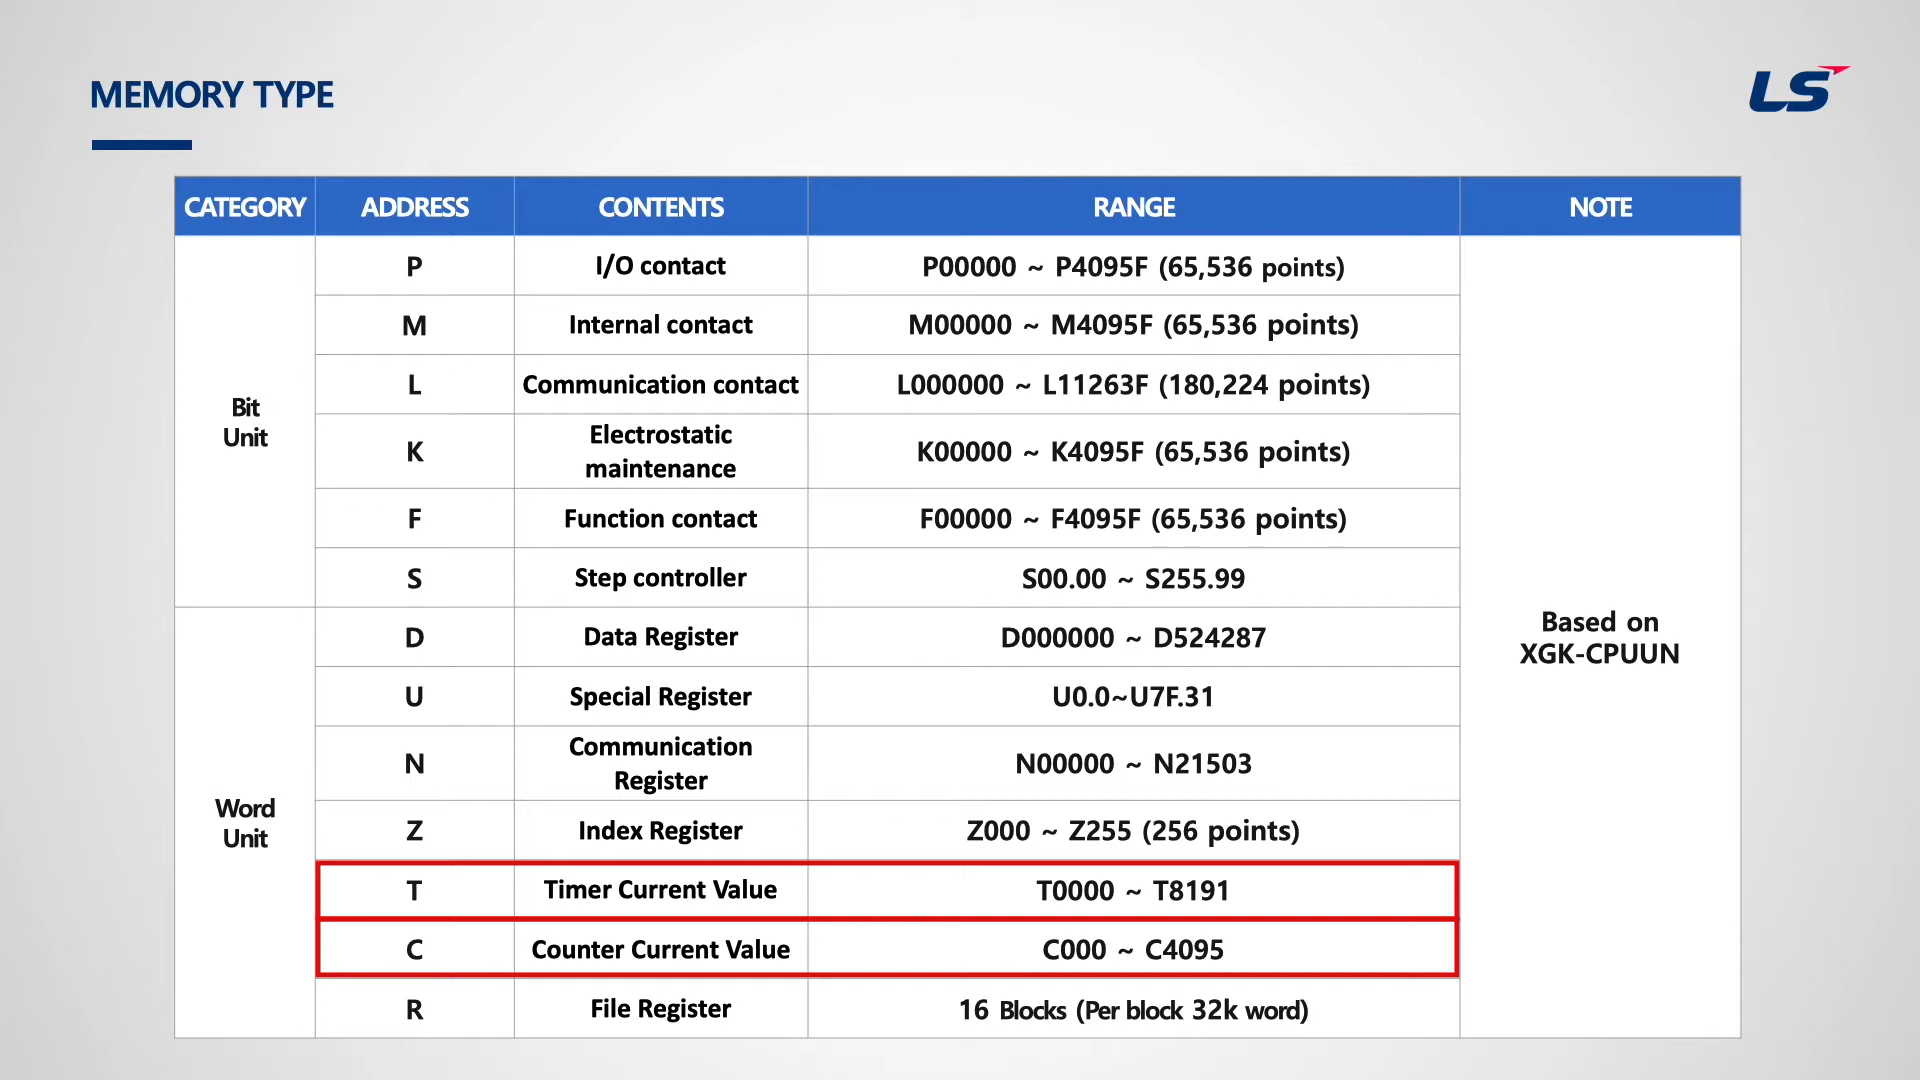 MEMORY TYPE
LS
CATEGORY ADDRESS CONTENTS RANGE NOTE
Bit
Unit
P I/O contact P00000 ~ P4095F (65,536 points)
M Internal contact M00000 ~ M4095F (65,536 points)
L Communication contact L000000 ~ L11263F (180,224 points)
K Electrostatic
maintenance K00000 ~ K4095F (65,536 points)
F Function contact F00000 ~ F4095F (65,536 points)
S Step controller S00.00 ~ S255.99
Word
Unit
D Data Register D000000 ~ D524287
U Special Register U0.0~U7F.31
N Communication
Register N00000 ~ N21503
Z Index Register Z000 ~ Z255 (256 points)
T Timer Current Value T0000 ~ T8191
C Counter Current Value C000 ~ C4095
R File Register 16 Blocks (Per block 32k word)
Based on
XGK-CPUUN